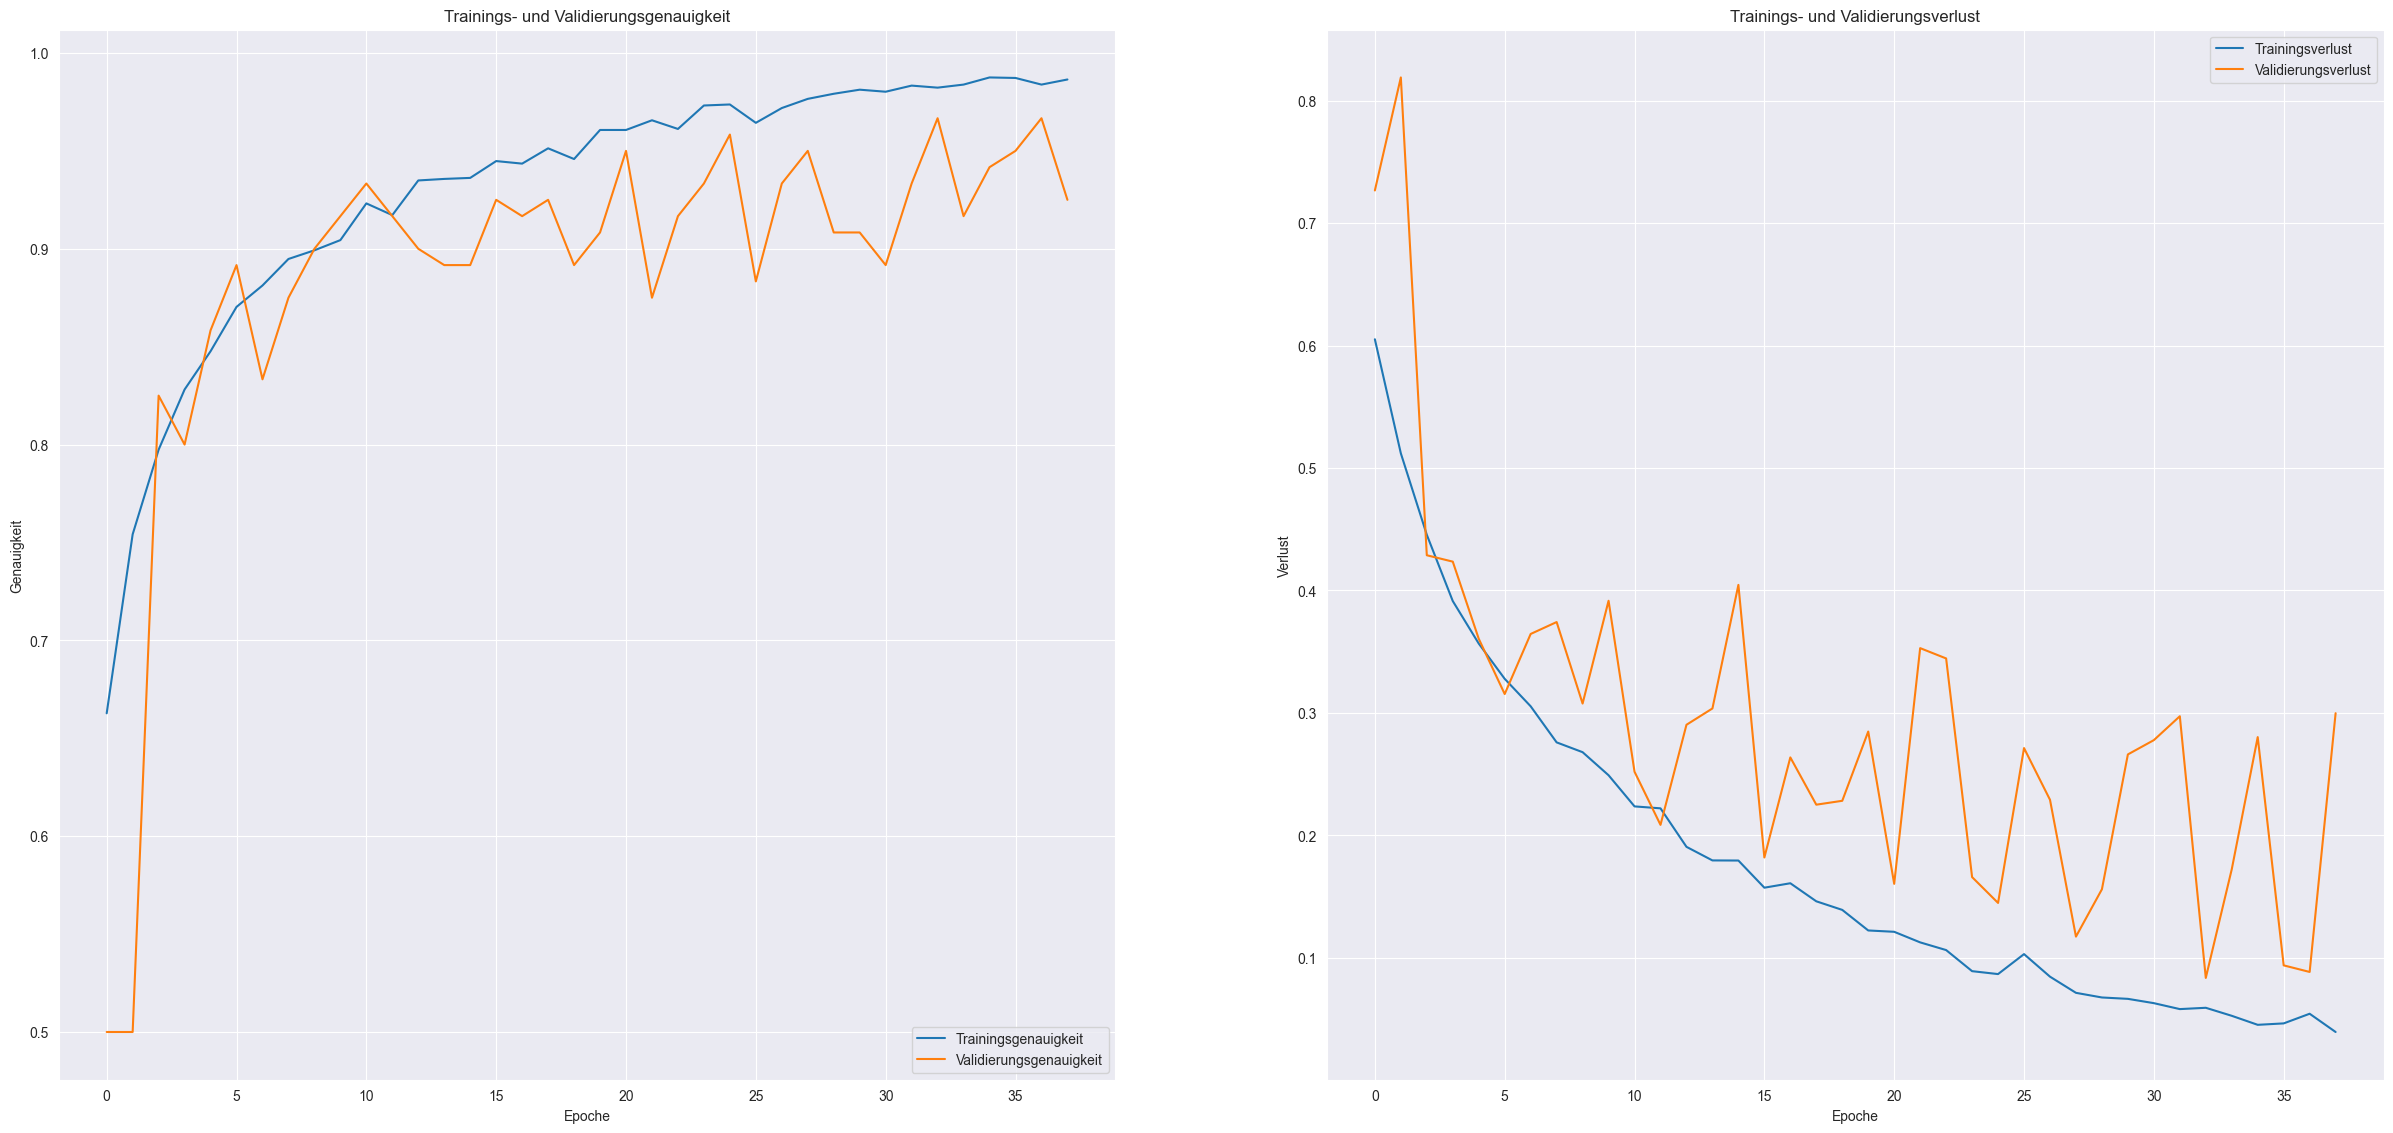 Trainings- und Validierungsgenauigkeit
1.0
0.9
0.8
0.7
0.6
0.5
Genauigkeit
Trainingsgenauigkeit
Validierungsgenauigkeit
0 5 10 15 20 25 30 35
Epoche
Trainings- und Validierungsverlust
Trainingsverlust
Validierungsverlust
0.8
0.7
0.6
0.5
0.4
0.3
0.2
0.1
Verlust
0 5 10 15 20 25 30 35
Epoche